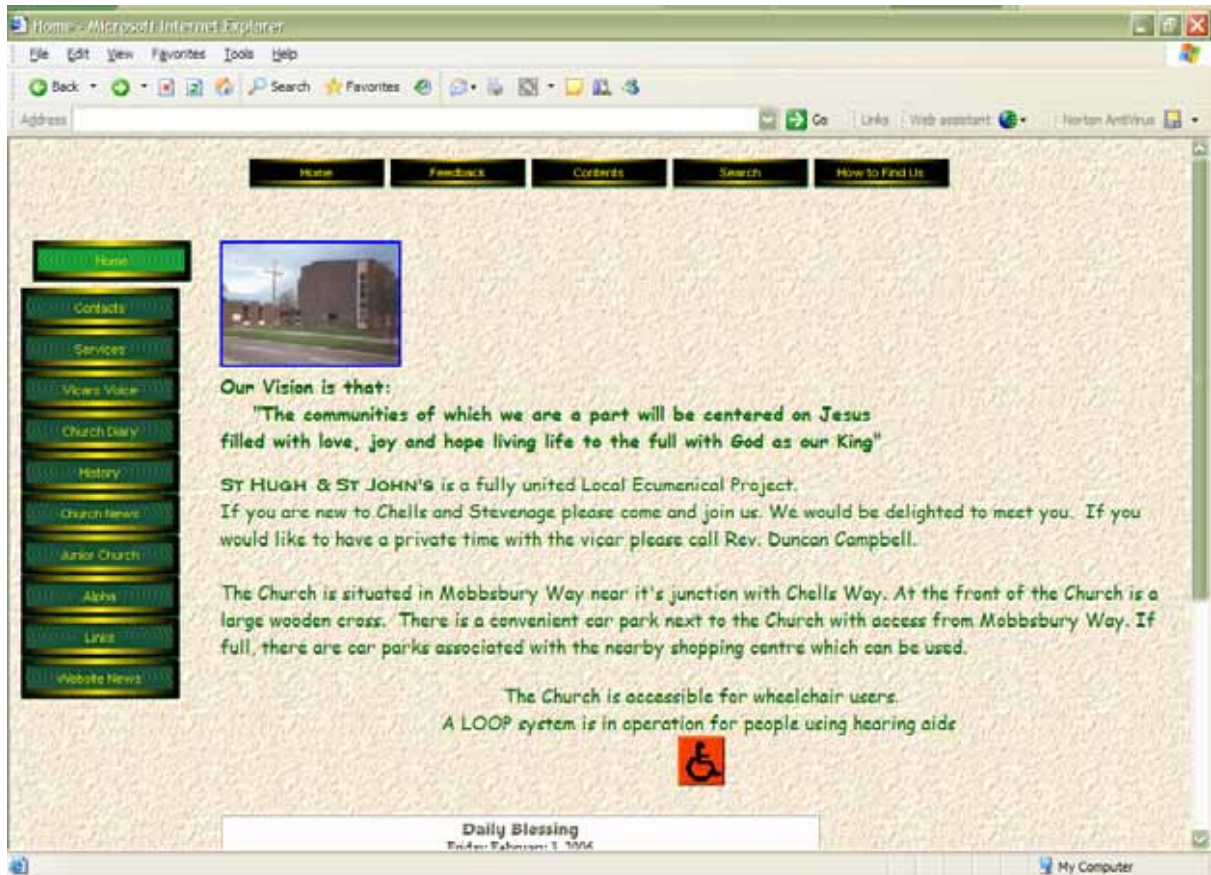 Home - Microsoft Internet Explorer
File Edit View Favorites Tools Help
Back Search Favorites
Address Go Links Web assistant Norton AntiVirus
Home Feedback Contents Search How to Find Us
Home
Contacts
Services
Vicars Voice
Church Diary
History
Church News
Junior Church
Alpha
Links
Website News
Our Vision is that:
"The communities of which we are a part will be centered on Jesus
filled with love, joy and hope living life to the full with God as our King"
St Hugh & St John's is a fully united Local Ecumenical Project.
If you are new to Chells and Stevenage please come and join us. We would be delighted to meet you. If you
would like to have a private time with the vicar please call Rev. Duncan Campbell.
The Church is situated in Mobbsbury Way near it's junction with Chells Way. At the front of the Church is a
large wooden cross. There is a convenient car park next to the Church with access from Mobbsbury Way. If
full, there are car parks associated with the nearby shopping centre which can be used.
The Church is accessible for wheelchair users.
A LOOP system is in operation for people using hearing aids
Daily Blessing
Friday February 3, 2006
My Computer